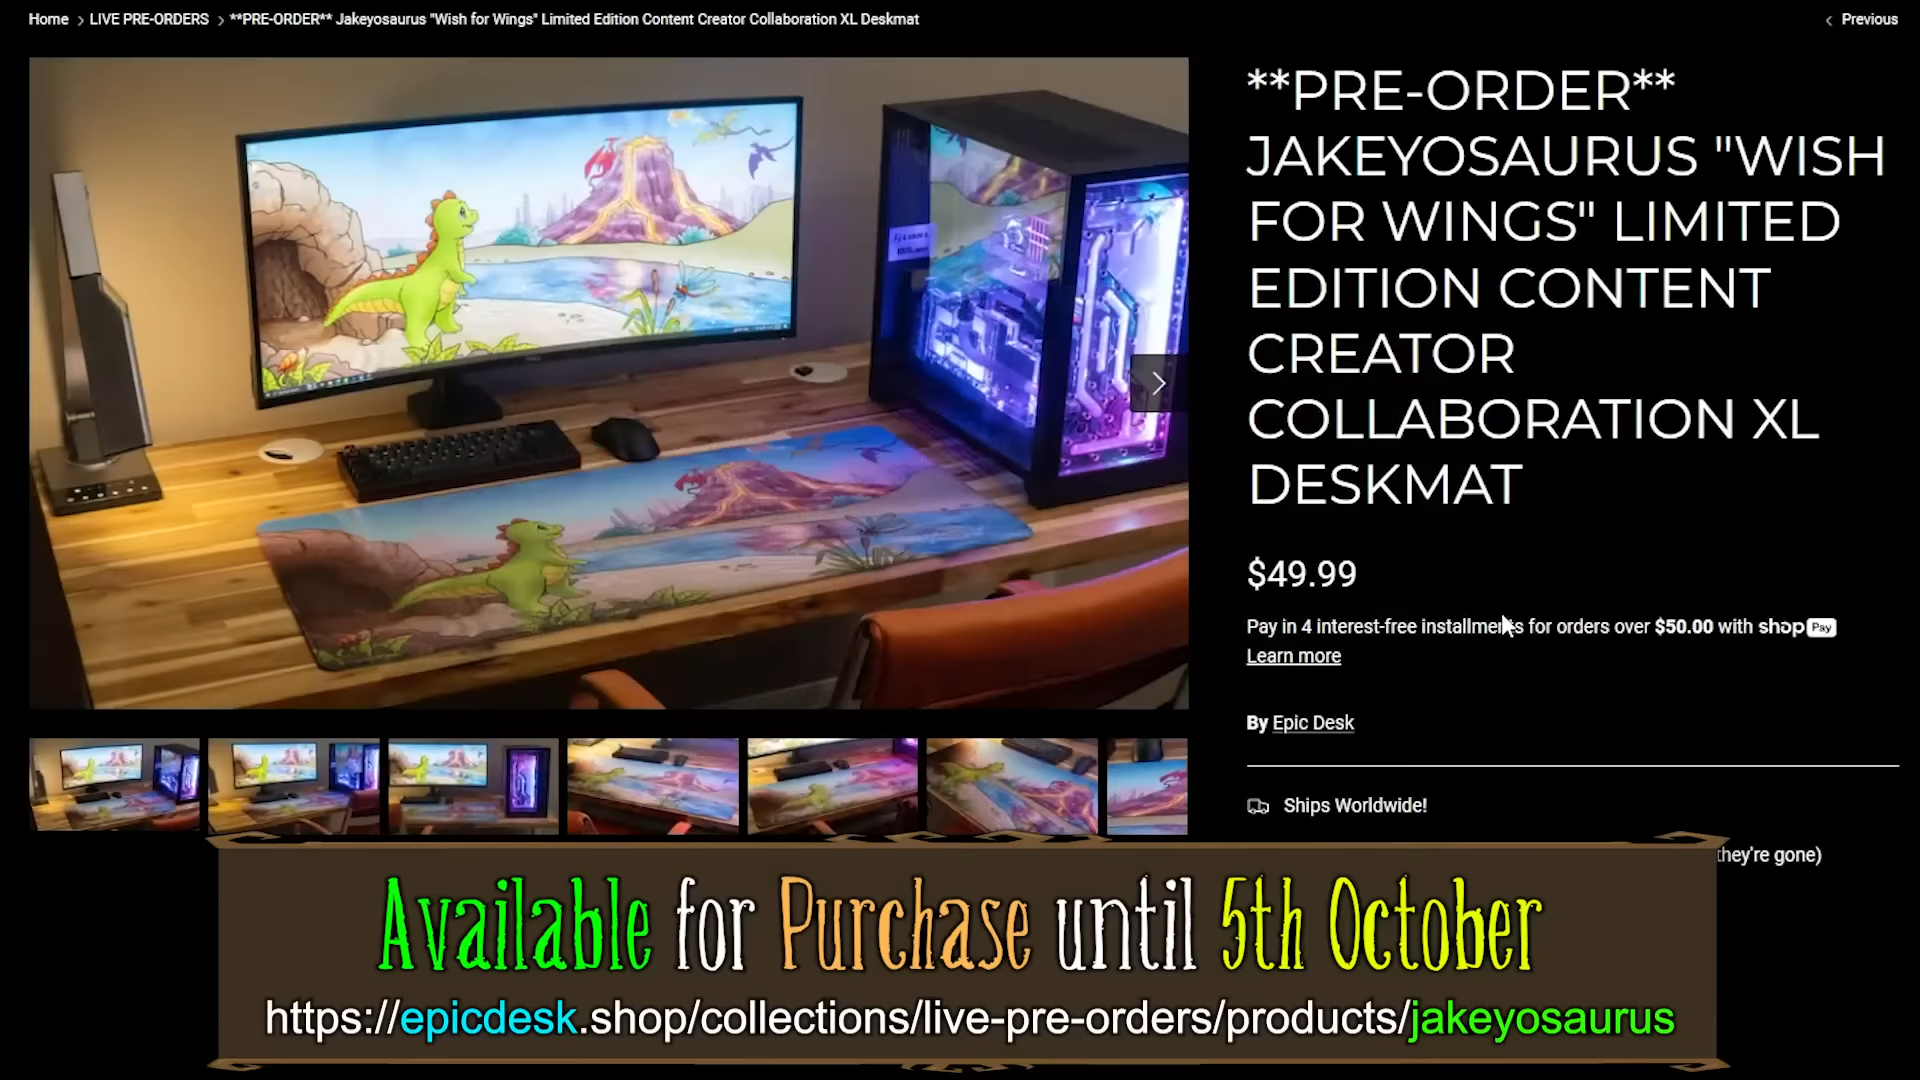 Home > LIVE PRE-ORDERS > **PRE-ORDER** Jakeyosaurus "Wish for Wings" Limited Edition Content Creator Collaboration XL Deskmat
< Previous
**PRE-ORDER**
JAKEYOSAURUS "WISH
FOR WINGS" LIMITED
EDITION CONTENT
CREATOR
COLLABORATION XL
DESKMAT
$49.99
Pay in 4 interest-free installments for orders over $50.00 with shop Pay
Learn more
By Epic Desk
Ships Worldwide!
they're gone)
Available for Purchase until 5th October
https://epicdesk.shop/collections/live-pre-orders/products/jakeyosaurus